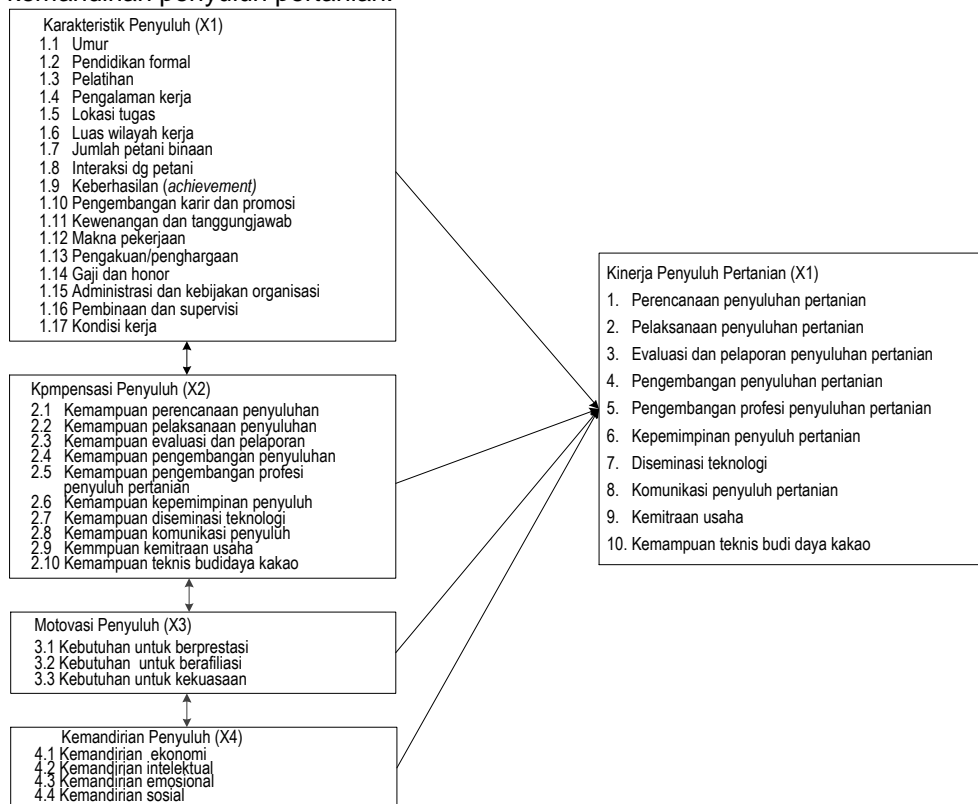 kemandirian penyuluh pertanian.
Karakteristik Penyuluh (X1)
1.1 Umur
1.2 Pendidikan formal
1.3 Pelatihan
1.4 Pengalaman kerja
1.5 Lokasi tugas
1.6 Luas wilayah kerja
1.7 Jumlah petani binaan
1.8 Interaksi dg petani
1.9 Keberhasilan (achievement)
1.10 Pengembangan karir dan promosi
1.11 Kewenangan dan tanggungjawab
1.12 Makna pekerjaan
1.13 Pengakuan/penghargaan
1.14 Gaji dan honor
1.15 Administrasi dan kebijakan organisasi
1.16 Pembinaan dan supervisi
1.17 Kondisi kerja
Kpmpensasi Penyuluh (X2)
2.1 Kemampuan perencanaan penyuluhan
2.2 Kemampuan pelaksanaan penyuluhan
2.3 Kemampuan evaluasi dan pelaporan
2.4 Kemampuan pengembangan penyuluhan
2.5 Kemampuan pengembangan profesi
penyuluh pertanian
2.6 Kemampuan kepemimpinan penyuluh
2.7 Kemampuan diseminasi teknologi
2.8 Kemampuan komunikasi penyuluh
2.9 Kemmpuan kemitraan usaha
2.10 Kemampuan teknis budidaya kakao
Motovasi Penyuluh (X3)
3.1 Kebutuhan untuk berprestasi
3.2 Kebutuhan untuk berafiliasi
3.3 Kebutuhan untuk kekuasaan
Kemandirian Penyuluh (X4)
4.1 Kemandirian ekonomi
4.2 Kemandirian intelektual
4.3 Kemandirian emosional
4.4 Kemandirian sosial
Kinerja Penyuluh Pertanian (X1)
1. Perencanaan penyuluhan pertanian
2. Pelaksanaan penyuluhan pertanian
3. Evaluasi dan pelaporan penyuluhan pertanian
4. Pengembangan penyuluhan pertanian
5. Pengembangan profesi penyuluhan pertanian
6. Kepemimpinan penyuluh pertanian
7. Diseminasi teknologi
8. Komunikasi penyuluh pertanian
9. Kemitraan usaha
10. Kemampuan teknis budi daya kakao